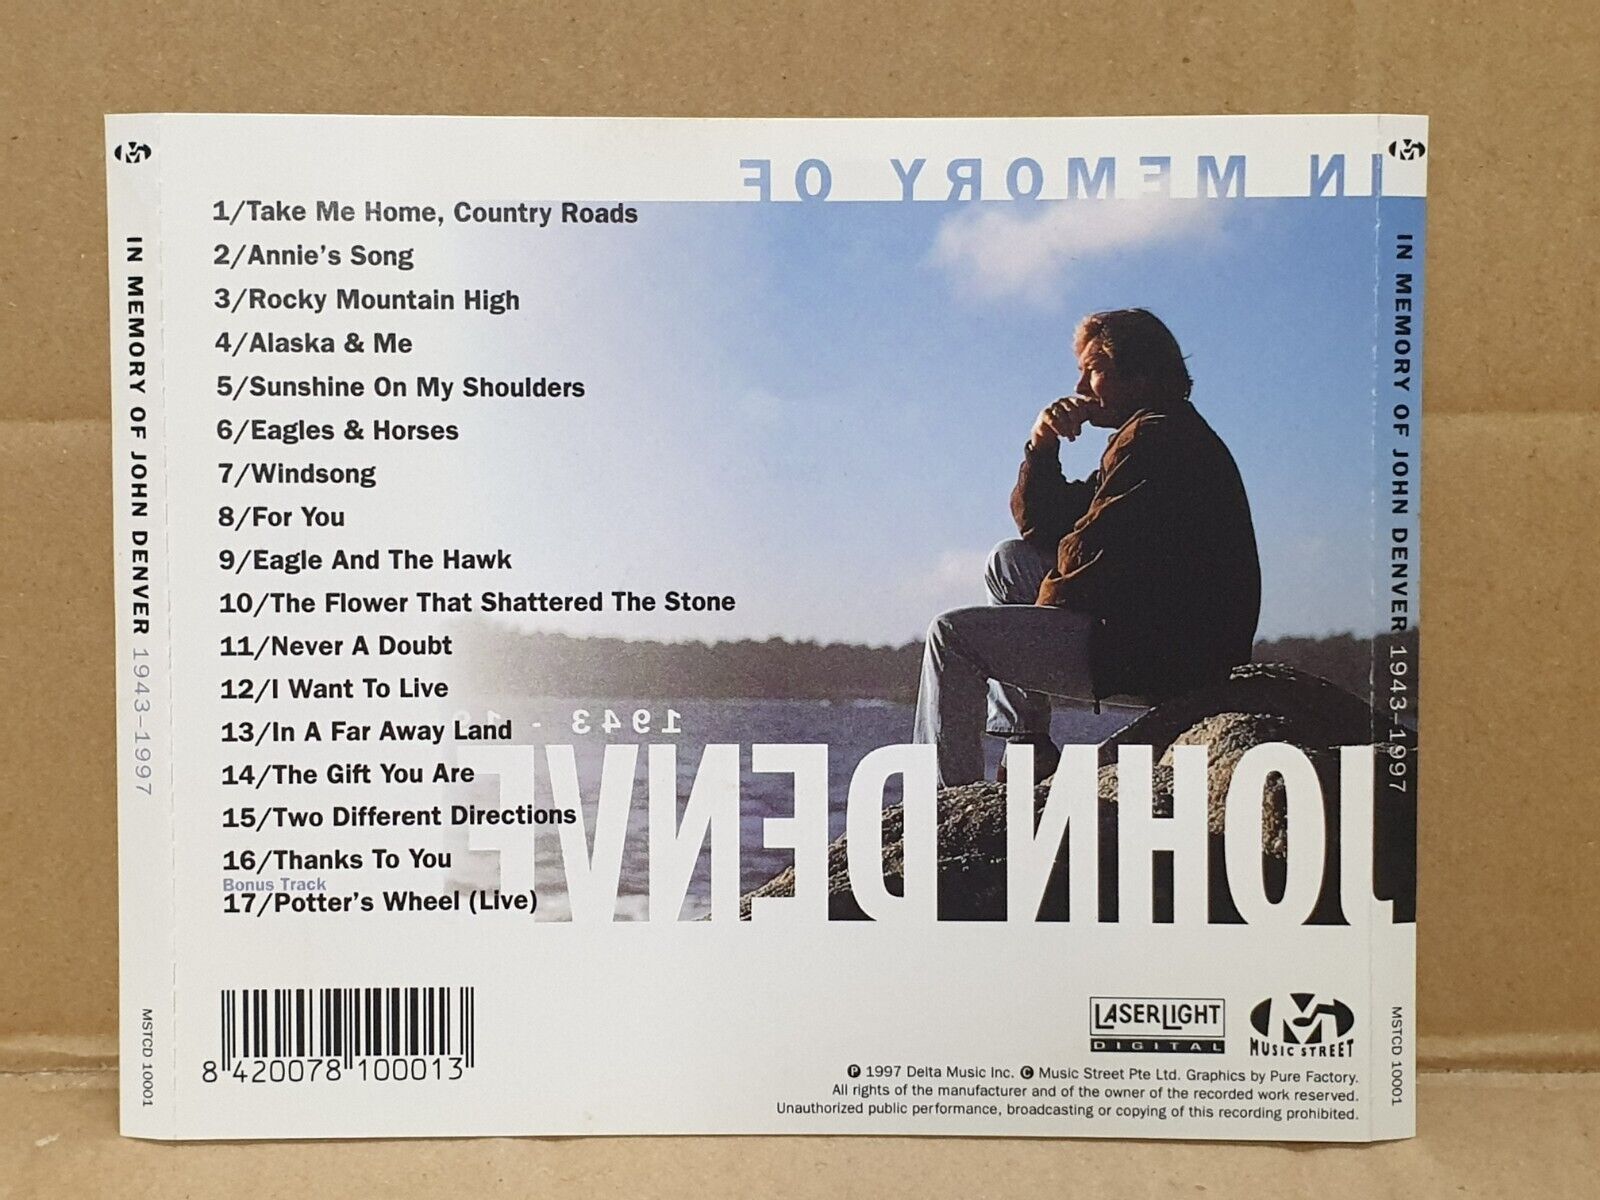 IN MEMORY OF
1/Take Me Home, Country Roads
2/Annie's Song
3/Rocky Mountain High
4/Alaska & Me
5/Sunshine On My Shoulders
6/Eagles & Horses
7/Windsong
8/For You
9/Eagle And The Hawk
10/The Flower That Shattered The Stone
11/Never A Doubt
12/I Want To Live
13/In A Far Away Land
14/The Gift You Are
15/Two Different Directions
16/Thanks To You
Bonus Track
17/Potter's Wheel (Live)
1943 - 19
JOHN DENVE
IN MEMORY OF JOHN DENVER 1943-1997
MSTCD 10001
IN MEMORY OF JOHN DENVER 1943-1997
MSTCD 10001
8 420078 100013
LASERLIGHT
DIGITAL
MUSIC STREET
℗ 1997 Delta Music Inc. © Music Street Pte Ltd. Graphics by Pure Factory.
All rights of the manufacturer and of the owner of the recorded work reserved.
Unauthorized public performance, broadcasting or copying of this recording prohibited.